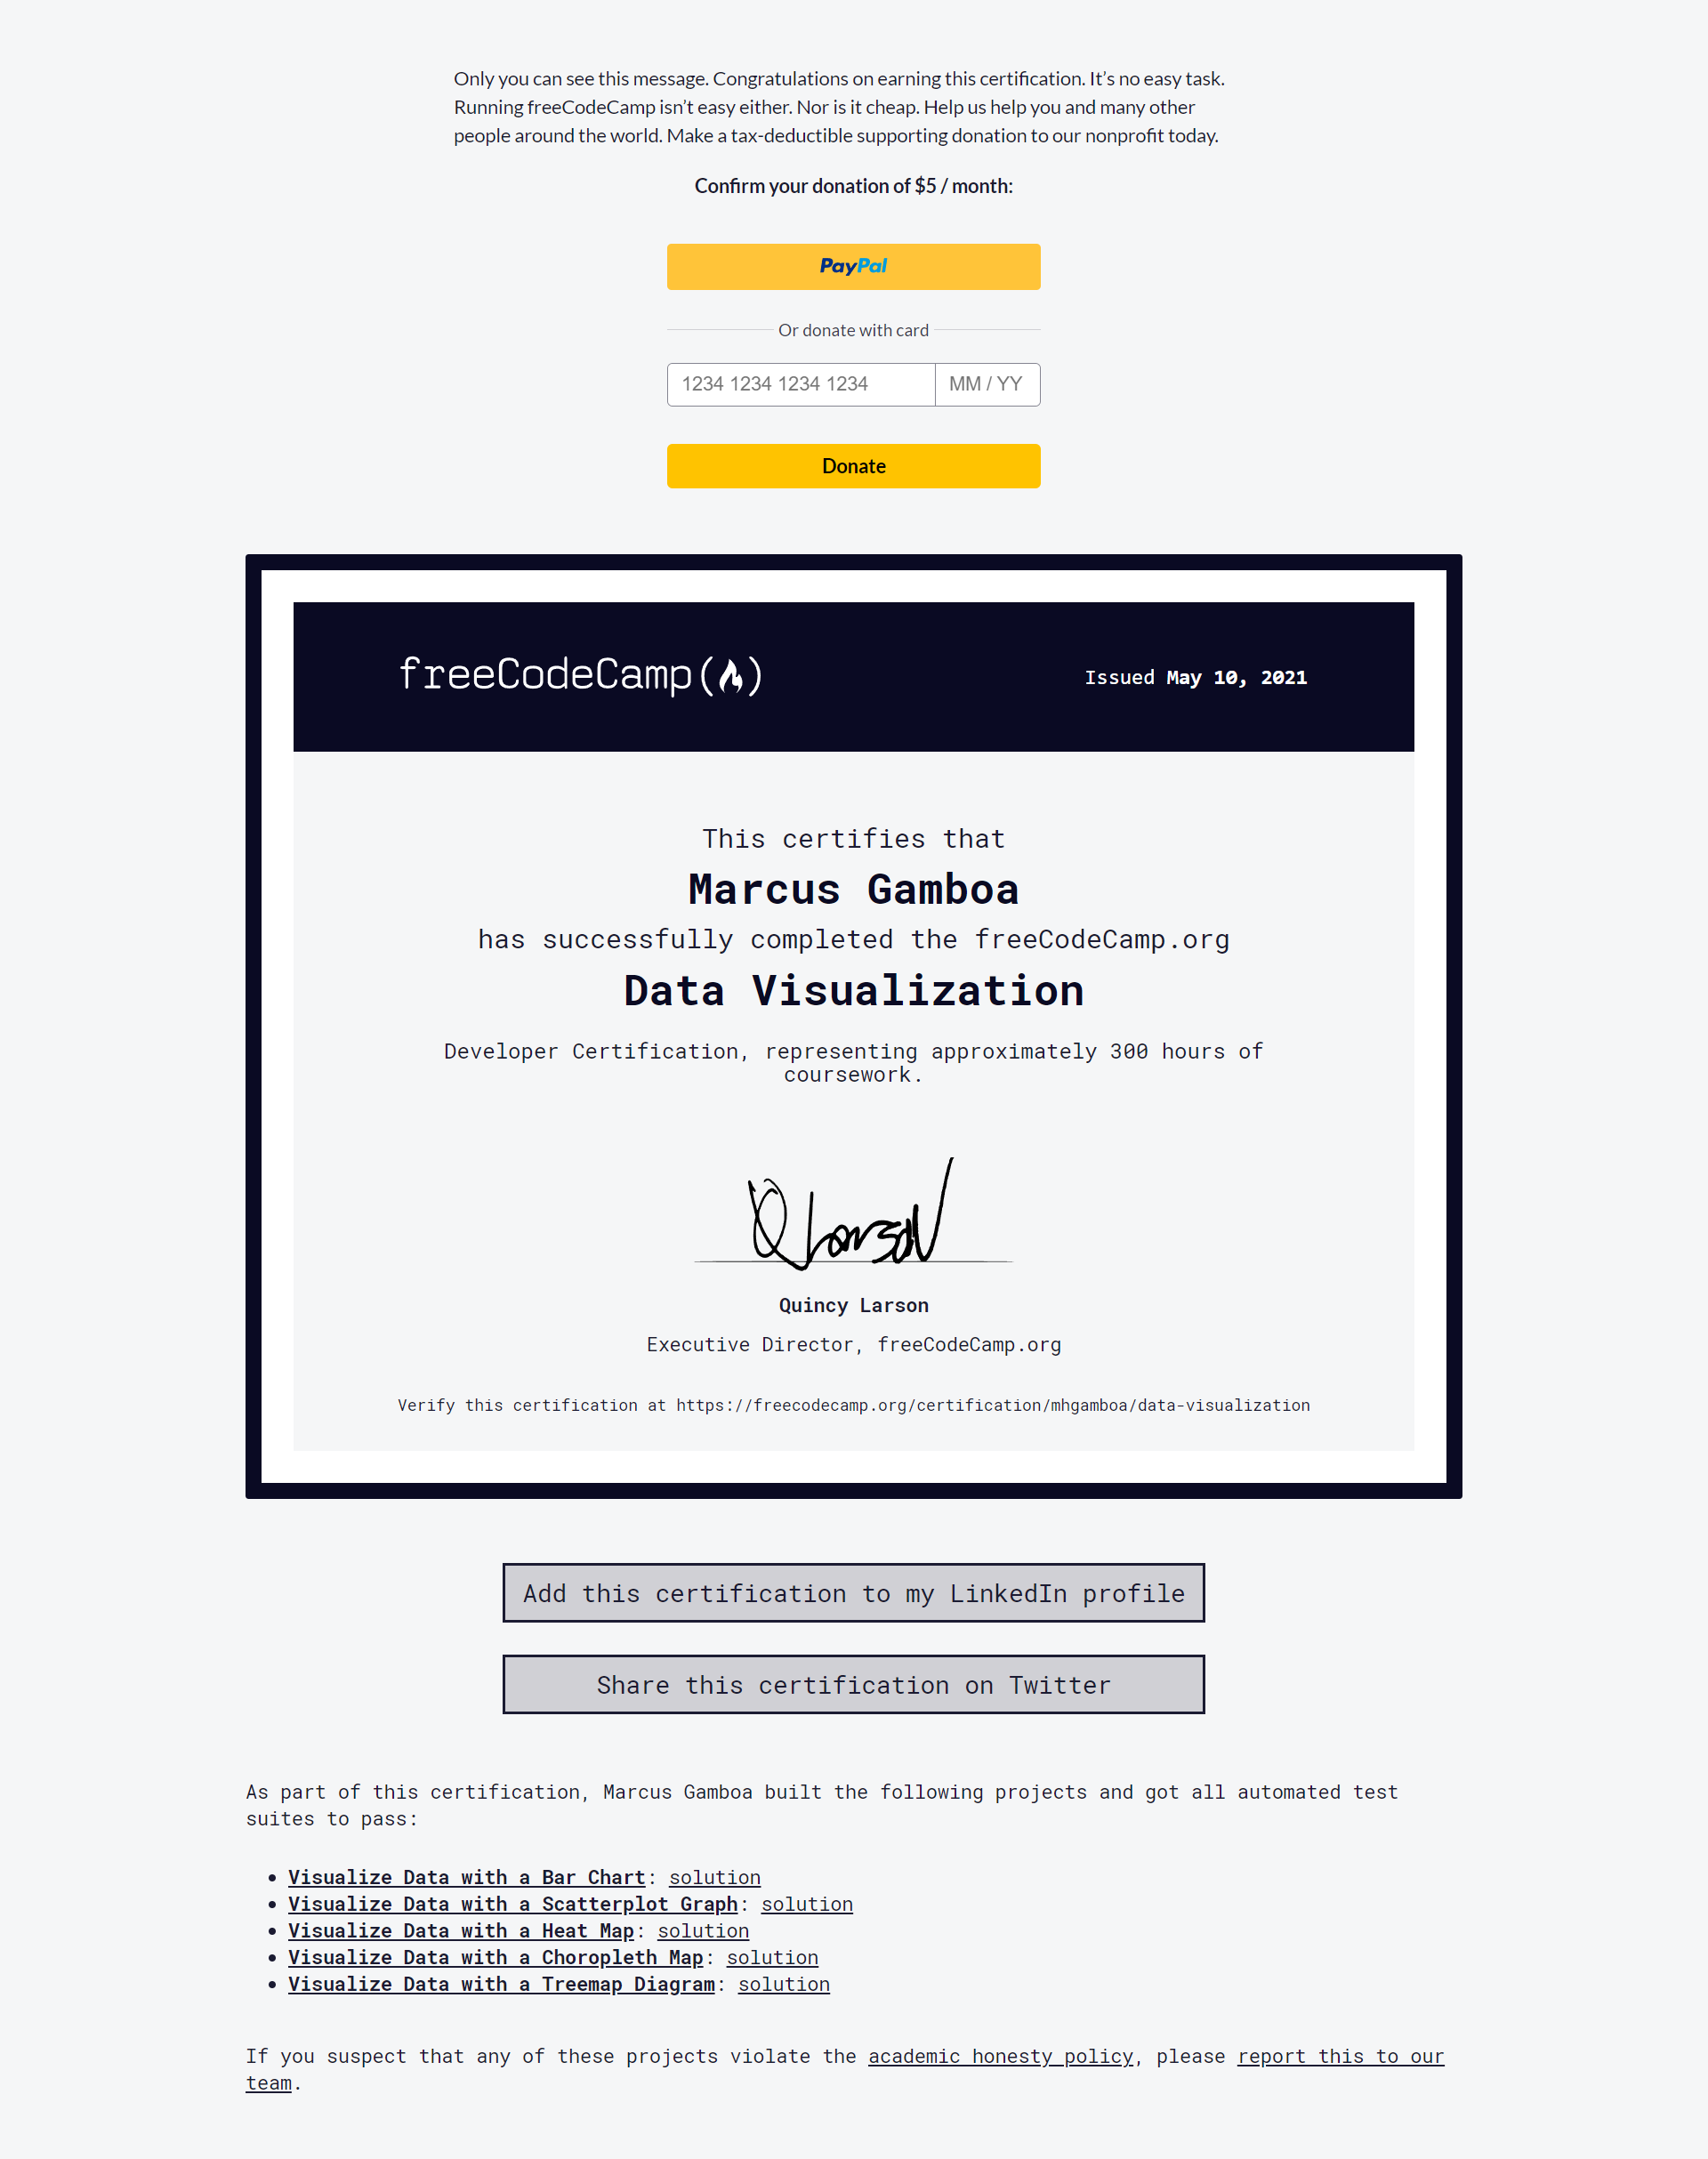 Only you can see this message. Congratulations on earning this certification. It’s no easy task.
Running freeCodeCamp isn’t easy either. Nor is it cheap. Help us help you and many other
people around the world. Make a tax-deductible supporting donation to our nonprofit today.
Confirm your donation of $5 / month:
PayPal
Or donate with card
1234 1234 1234 1234 MM / YY
Donate
freeCodeCamp Issued May 10, 2021
This certifies that
Marcus Gamboa
has successfully completed the freeCodeCamp.org
Data Visualization
Developer Certification, representing approximately 300 hours of
coursework.
Q Larson
Quincy Larson
Executive Director, freeCodeCamp.org
Verify this certification at https://freecodecamp.org/certification/mhgamboa/data-visualization
Add this certification to my LinkedIn profile
Share this certification on Twitter
As part of this certification, Marcus Gamboa built the following projects and got all automated test
suites to pass:
• Visualize Data with a Bar Chart: solution
• Visualize Data with a Scatterplot Graph: solution
• Visualize Data with a Heat Map: solution
• Visualize Data with a Choropleth Map: solution
• Visualize Data with a Treemap Diagram: solution
If you suspect that any of these projects violate the academic honesty policy, please report this to our
team.